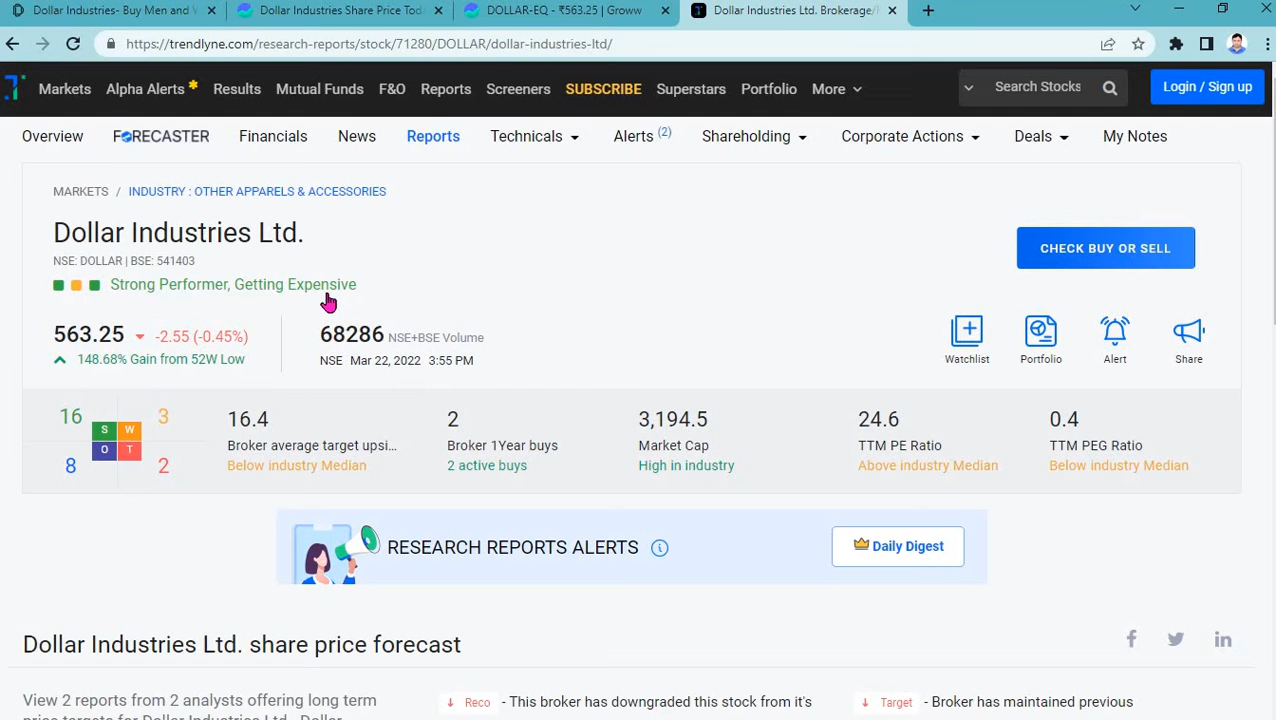 Dollar Industries- Buy Men and W
Dollar Industries Share Price Tod
DOLLAR-EQ - ₹563.25 | Groww
Dollar Industries Ltd. Brokerage/
https://trendlyne.com/research-reports/stock/71280/DOLLAR/dollar-industries-ltd/
Markets Alpha Alerts Results Mutual Funds F&O Reports Screeners SUBSCRIBE Superstars Portfolio More Search Stocks Login / Sign up
Overview FORECASTER Financials News Reports Technicals Alerts (2) Shareholding Corporate Actions Deals My Notes
MARKETS / INDUSTRY : OTHER APPARELS & ACCESSORIES
Dollar Industries Ltd.
NSE: DOLLAR | BSE: 541403
CHECK BUY OR SELL
Strong Performer, Getting Expensive
563.25 -2.55 (-0.45%)
148.68% Gain from 52W Low
68286 NSE+BSE Volume
NSE Mar 22, 2022 3:55 PM
Watchlist Portfolio Alert Share
16 3
S W
O T
8 2
16.4
Broker average target upsi...
Below industry Median
2
Broker 1Year buys
2 active buys
3,194.5
Market Cap
High in industry
24.6
TTM PE Ratio
Above industry Median
0.4
TTM PEG Ratio
Below industry Median
RESEARCH REPORTS ALERTS
Daily Digest
Dollar Industries Ltd. share price forecast
View 2 reports from 2 analysts offering long term
price targets for Dollar Industries Ltd.. Dollar
Reco - This broker has downgraded this stock from it's
Target - Broker has maintained previous